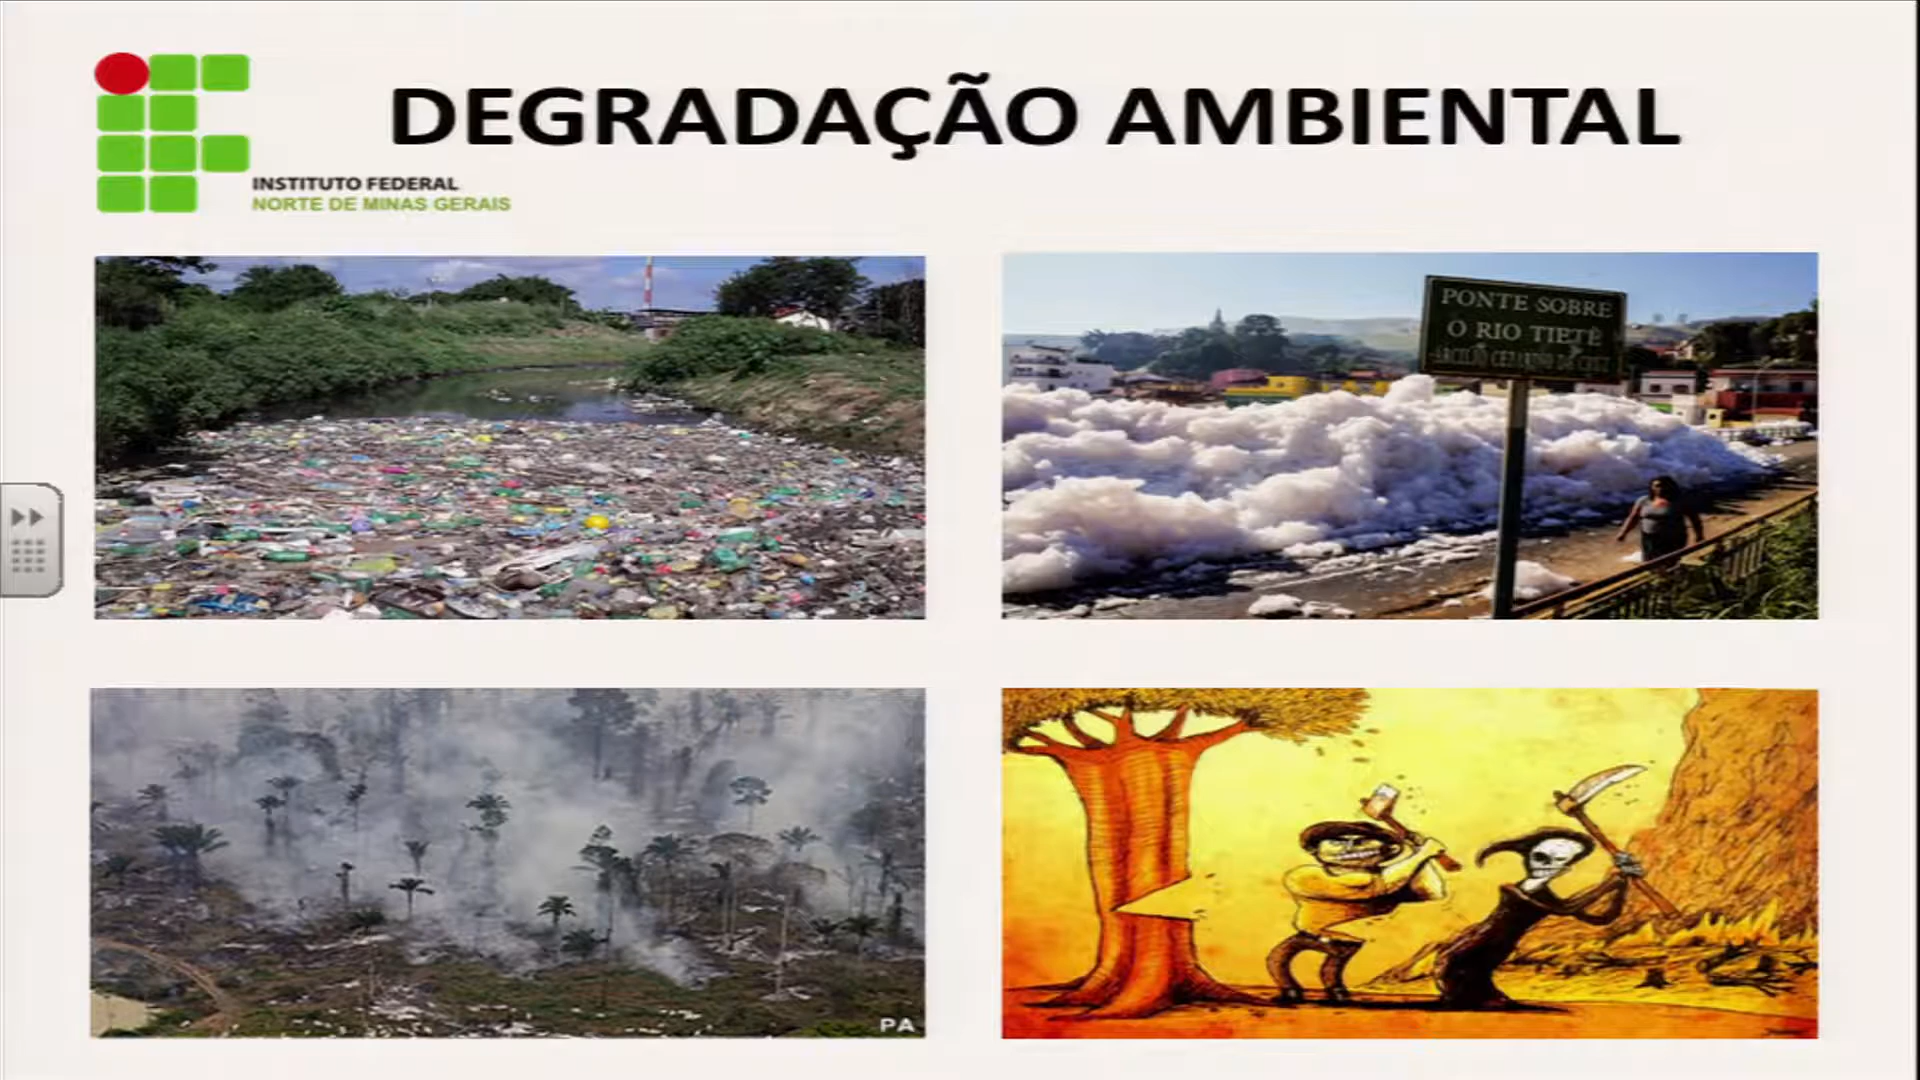 DEGRADAÇÃO AMBIENTAL
INSTITUTO FEDERAL
NORTE DE MINAS GERAIS
PONTE SOBRE
O RIO TIETÊ
PA